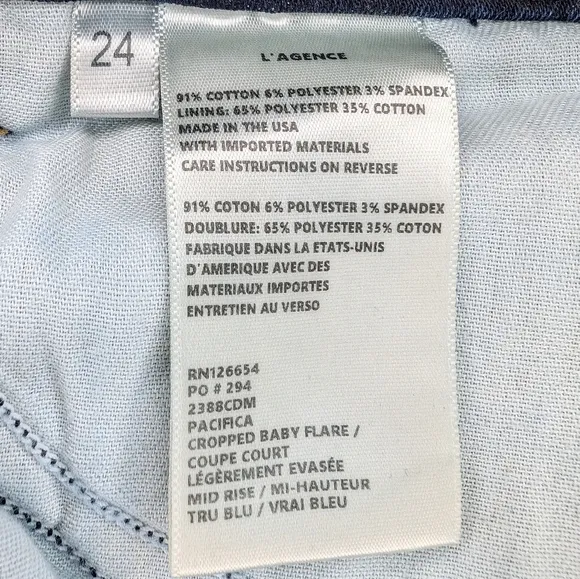 24
L'AGENCE
91% COTTON 6% POLYESTER 3% SPANDEX
LINING: 65% POLYESTER 35% COTTON
MADE IN THE USA
WITH IMPORTED MATERIALS
CARE INSTRUCTIONS ON REVERSE
91% COTON 6% POLYESTER 3% SPANDEX
DOUBLURE: 65% POLYESTER 35% COTON
FABRIQUE DANS LA ETATS-UNIS
D'AMERIQUE AVEC DES
MATERIAUX IMPORTES
ENTRETIEN AU VERSO
RN126654
PO # 294
2388CDM
PACIFICA
CROPPED BABY FLARE /
COUPE COURT
LÉGÈREMENT EVASÉE
MID RISE / MI-HAUTEUR
TRU BLU / VRAI BLEU